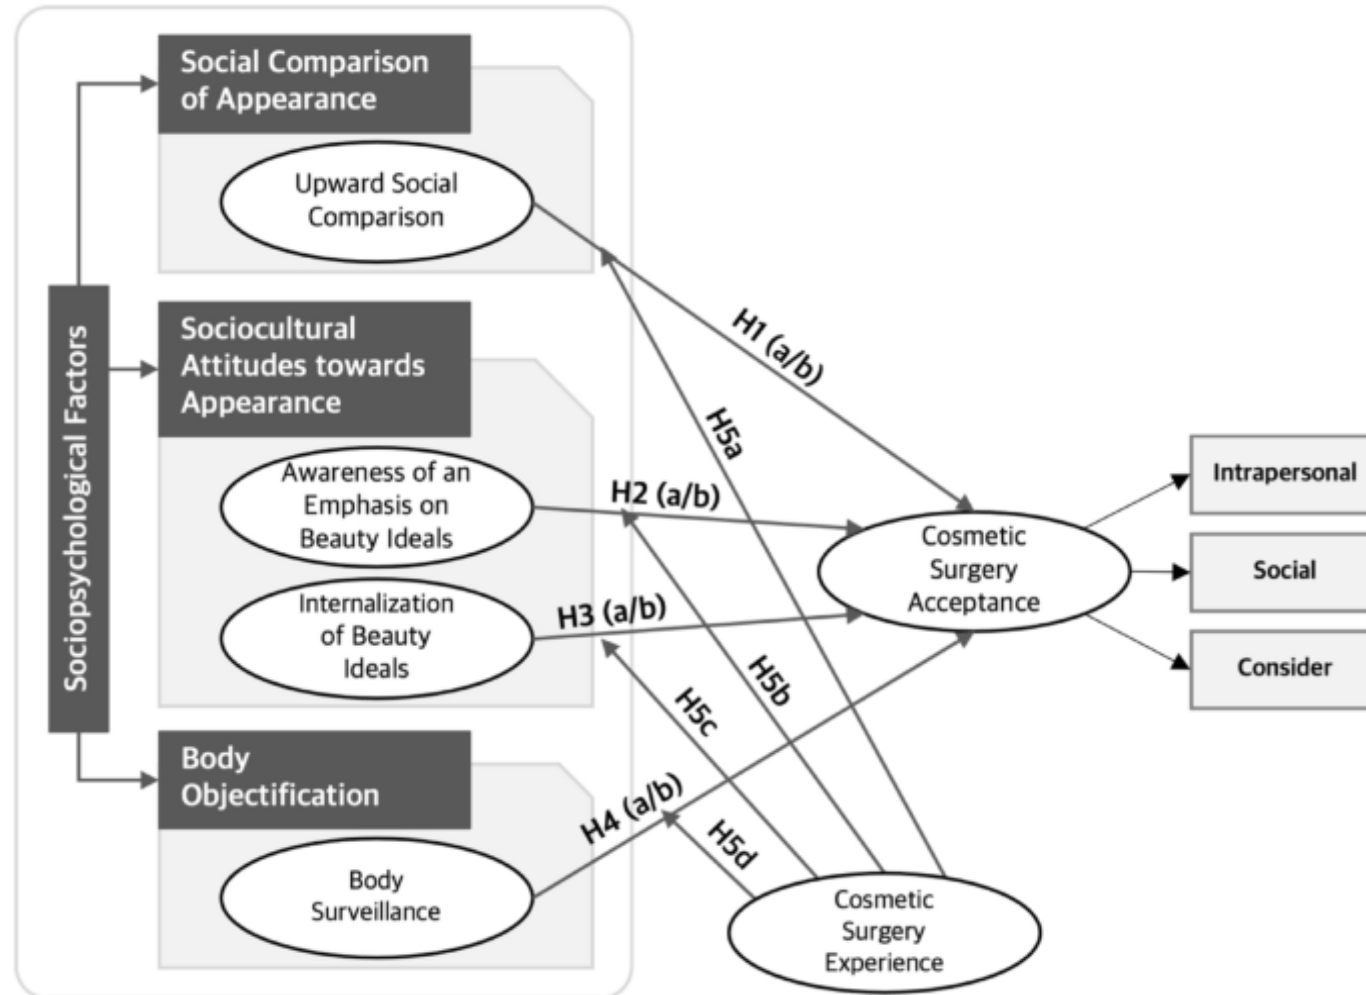 Sociopsychological Factors
Social Comparison
of Appearance
Upward Social
Comparison
Sociocultural
Attitudes towards
Appearance
Awareness of an
Emphasis on
Beauty Ideals
Internalization
of Beauty
Ideals
Body
Objectification
Body
Surveillance
H1 (a/b)
H2 (a/b)
H3 (a/b)
H4 (a/b)
H5a
H5b
H5c
H5d
Cosmetic
Surgery
Acceptance
Cosmetic
Surgery
Experience
Intrapersonal
Social
Consider